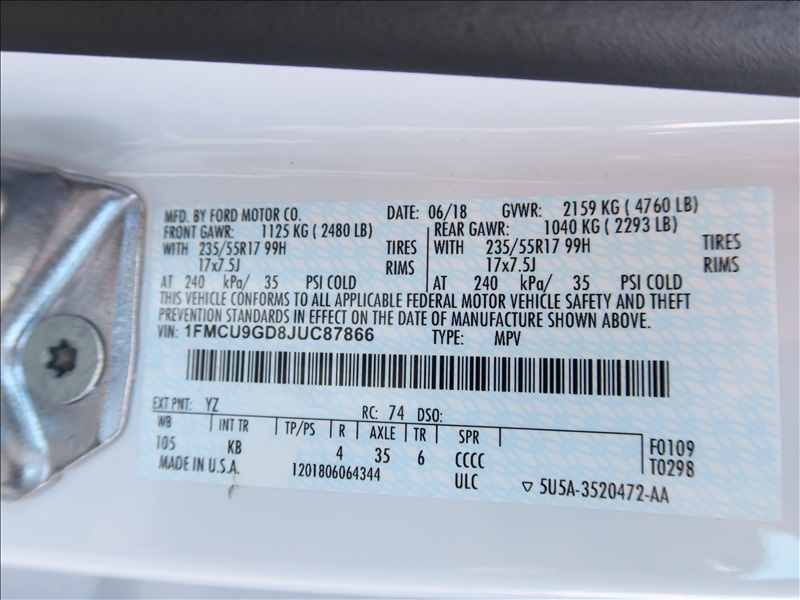 MFD. BY FORD MOTOR CO. DATE: 06/18 GVWR: 2159 KG ( 4760 LB)
FRONT GAWR: 1125 KG ( 2480 LB) REAR GAWR: 1040 KG ( 2293 LB)
WITH 235/55R17 99H TIRES WITH 235/55R17 99H TIRES
17x7.5J RIMS 17x7.5J RIMS
AT 240 kPa/ 35 PSI COLD AT 240 kPa/ 35 PSI COLD
THIS VEHICLE CONFORMS TO ALL APPLICABLE FEDERAL MOTOR VEHICLE SAFETY AND THEFT
PREVENTION STANDARDS IN EFFECT ON THE DATE OF MANUFACTURE SHOWN ABOVE.
VIN: 1FMCU9GD8JUC87866 TYPE: MPV
EXT PNT: YZ RC: 74 DSO:
WB INT TR TP/PS R AXLE TR SPR
105 KB 4 35 6 CCCC F0109
MADE IN U.S.A. 1201806064344 ULC T0298
▽ 5U5A-3520472-AA